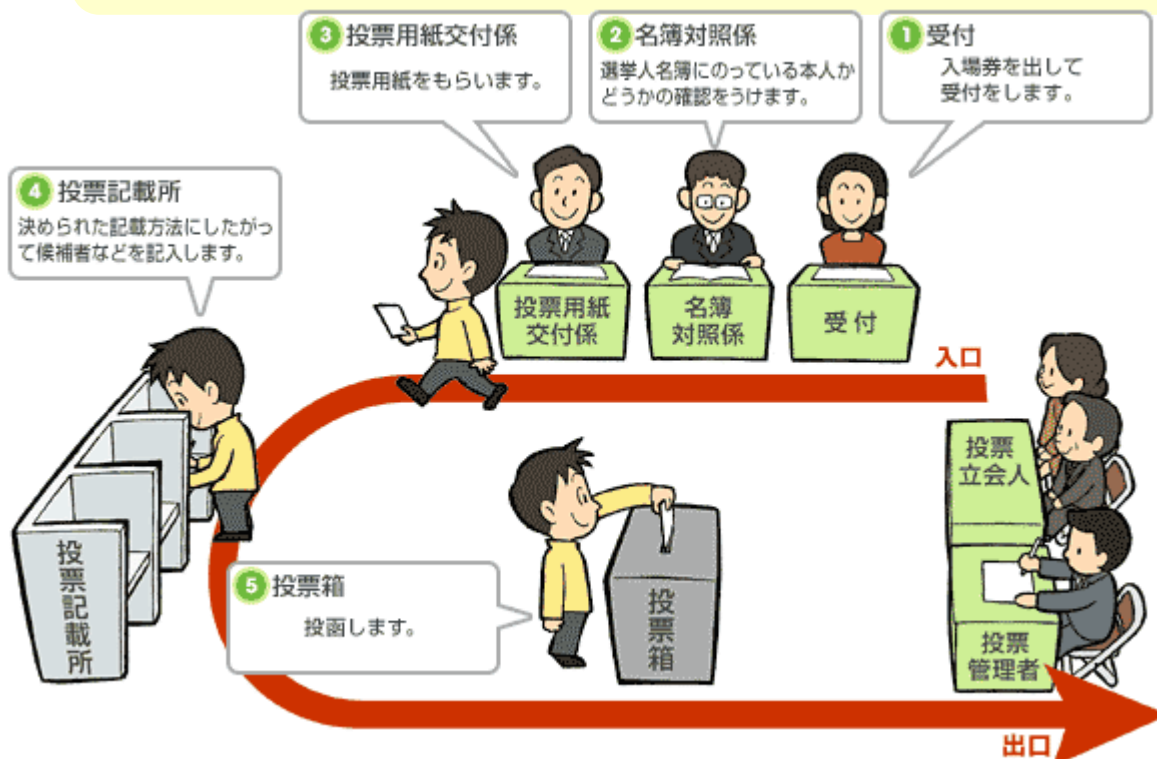 1 受付
入場券を出して
受付をします。
2 名簿対照係
選挙人名簿にのっている本人か
どうかの確認をうけます。
3 投票用紙交付係
投票用紙をもらいます。
4 投票記載所
決められた記載方法にしたがっ
て候補者などを記入します。
投票用紙
交付係
名簿
対照係
受付
入口
投票
立会人
投票
管理者
投票記載所
5 投票箱
投函します。
投票箱
出口